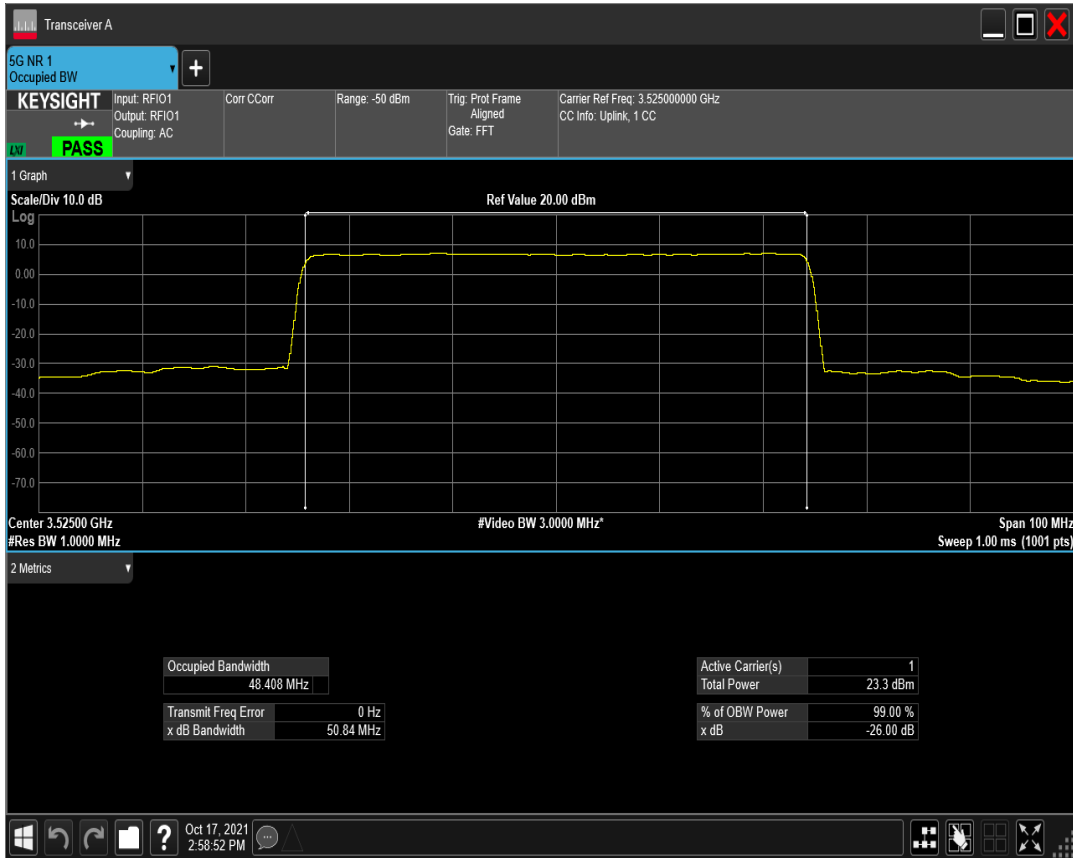 Transceiver A
5G NR 1
Occupied BW
KEYSIGHT
LXI
PASS
Input: RFIO1
Output: RFIO1
Coupling: AC
Corr CCorr
Range: -50 dBm
Trig: Prot Frame
Aligned
Gate: FFT
Carrier Ref Freq: 3.525000000 GHz
CC Info: Uplink, 1 CC
1 Graph
Scale/Div 10.0 dB
Ref Value 20.00 dBm
Log
10.0
0.00
-10.0
-20.0
-30.0
-40.0
-50.0
-60.0
-70.0
Center 3.52500 GHz
#Video BW 3.0000 MHz*
Span 100 MHz
#Res BW 1.0000 MHz
Sweep 1.00 ms (1001 pts)
2 Metrics
Occupied Bandwidth
48.408 MHz
Transmit Freq Error 0 Hz
x dB Bandwidth 50.84 MHz
Active Carrier(s) 1
Total Power 23.3 dBm
% of OBW Power 99.00 %
x dB -26.00 dB
?
Oct 17, 2021
2:58:52 PM